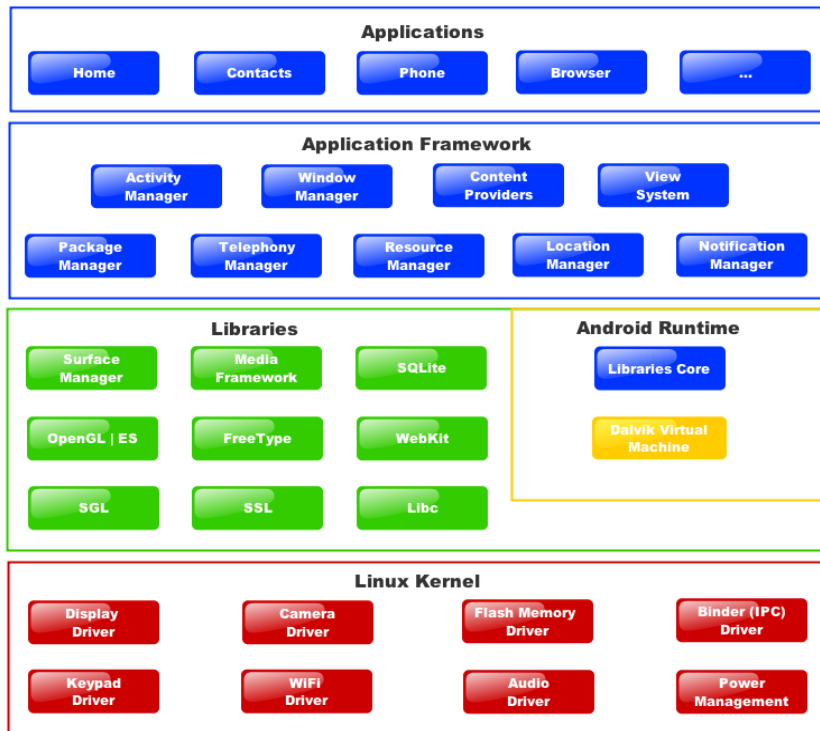 Applications
Home
Contacts
Phone
Browser
...
Application Framework
Activity
Manager
Window
Manager
Content
Providers
View
System
Package
Manager
Telephony
Manager
Resource
Manager
Location
Manager
Notification
Manager
Libraries
Surface
Manager
Media
Framework
SQLite
OpenGL | ES
FreeType
WebKit
SGL
SSL
Libc
Android Runtime
Libraries Core
Dalvik Virtual
Machine
Linux Kernel
Display
Driver
Camera
Driver
Flash Memory
Driver
Binder (IPC)
Driver
Keypad
Driver
WiFi
Driver
Audio
Driver
Power
Management